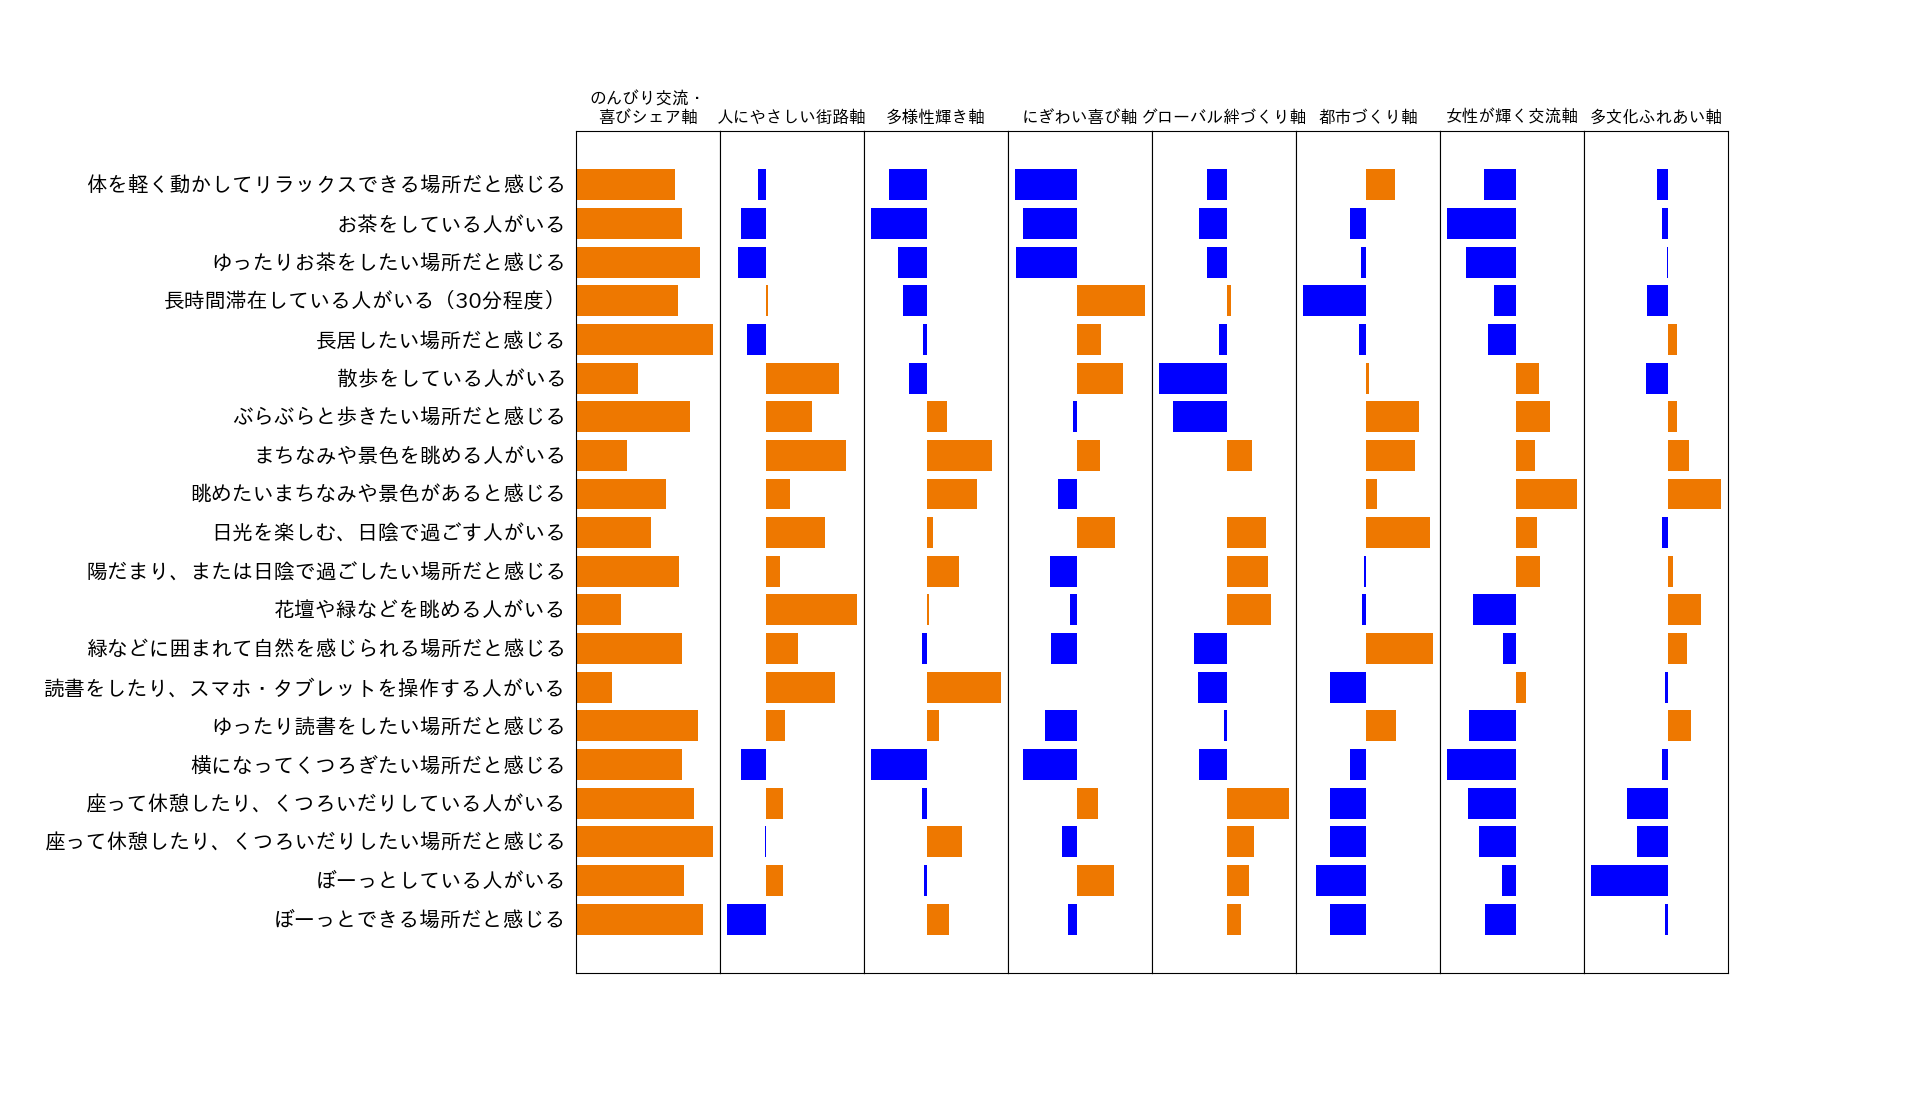 のんびり交流・
喜びシェア軸
人にやさしい街路軸
多様性輝き軸
にぎわい喜び軸
グローバル絆づくり軸
都市づくり軸
女性が輝く交流軸
多文化ふれあい軸
体を軽く動かしてリラックスできる場所だと感じる
お茶をしている人がいる
ゆったりお茶をしたい場所だと感じる
長時間滞在している人がいる（30分程度）
長居したい場所だと感じる
散歩をしている人がいる
ぶらぶらと歩きたい場所だと感じる
まちなみや景色を眺める人がいる
眺めたいまちなみや景色があると感じる
日光を楽しむ、日陰で過ごす人がいる
陽だまり、または日陰で過ごしたい場所だと感じる
花壇や緑などを眺める人がいる
緑などに囲まれて自然を感じられる場所だと感じる
読書をしたり、スマホ・タブレットを操作する人がいる
ゆったり読書をしたい場所だと感じる
横になってくつろぎたい場所だと感じる
座って休憩したり、くつろいだりしている人がいる
座って休憩したり、くつろいだりしたい場所だと感じる
ぼーっとしている人がいる
ぼーっとできる場所だと感じる